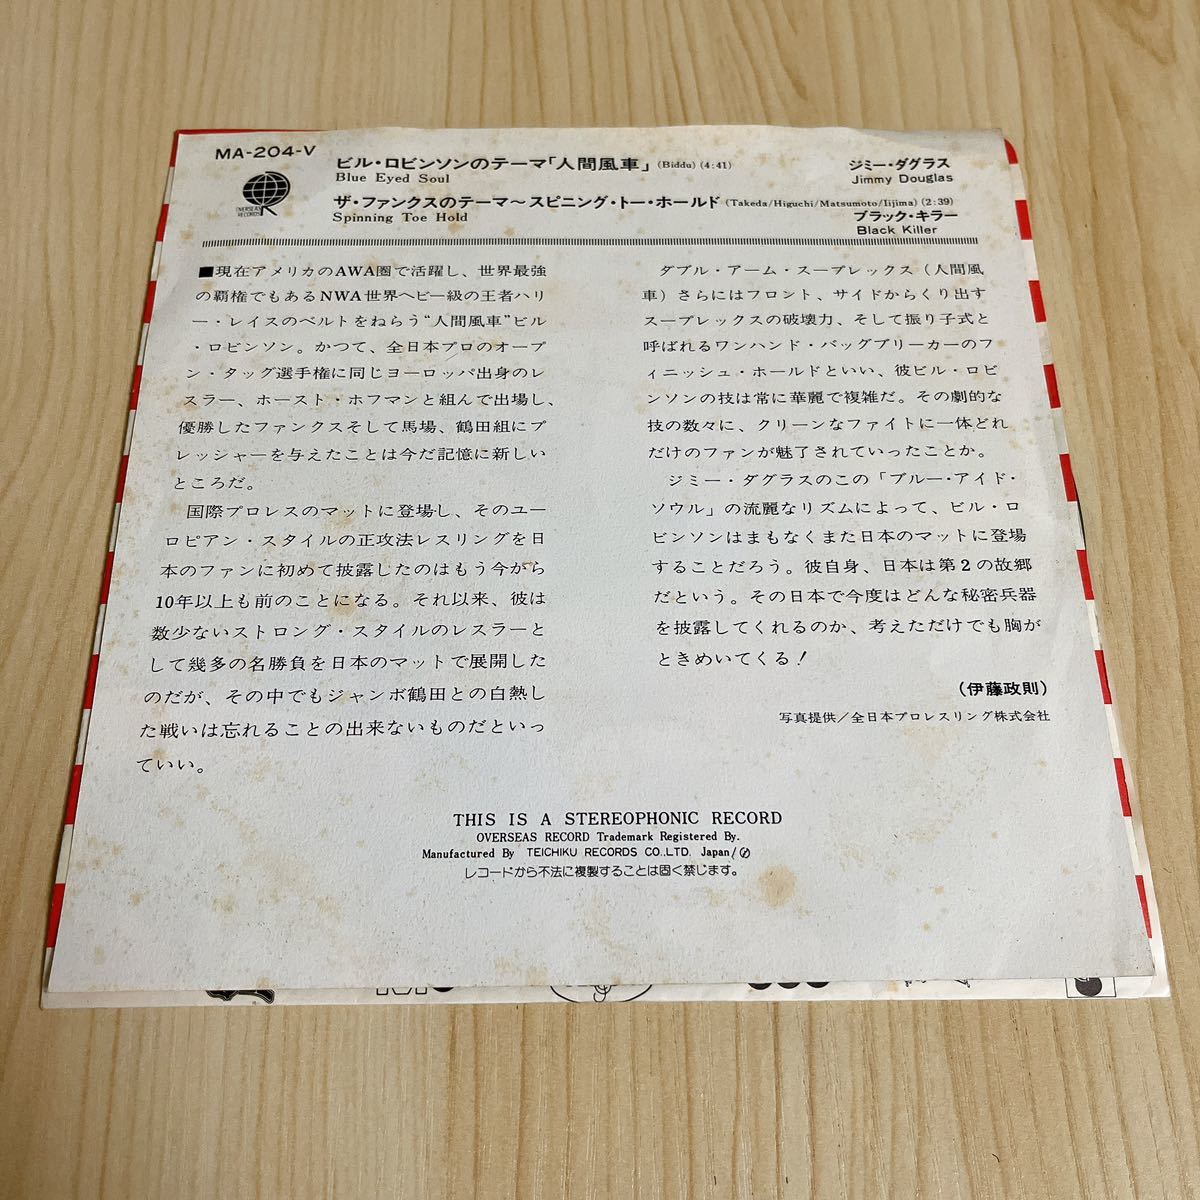 MA-204-V
OVERSEAS
RECORDS
ビル・ロビンソンのテーマ「人間風車」 (Biddu) (4:41)
Blue Eyed Soul
ジミー・ダグラス
Jimmy Douglas
ザ・ファンクスのテーマ～スピニング・トー・ホールド (Takeda/Higuchi/Matsumoto/Iijima) (2:39)
Spinning Toe Hold
ブラック・キラー
Black Killer
■現在アメリカのAWA圏で活躍し、世界最強
の覇権でもあるNWA世界ヘビー級の王者ハリ
ー・レイスのベルトをねらう“人間風車”ビル
・ロビンソン。かつて、全日本プロのオープ
ン・タッグ選手権に同じヨーロッパ出身のレ
スラー、ホースト・ホフマンと組んで出場し、
優勝したファンクスそして馬場、鶴田組にプ
レッシャーを与えたことは今だ記憶に新しい
ところだ。
国際プロレスのマットに登場し、そのユー
ロピアン・スタイルの正攻法レスリングを日
本のファンに初めて披露したのはもう今から
10年以上も前のことになる。それ以来、彼は
数少ないストロング・スタイルのレスラーと
して幾多の名勝負を日本のマットで展開した
のだが、その中でもジャンボ鶴田との白熱し
た戦いは忘れることの出来ないものだといっ
ていい。
ダブル・アーム・スープレックス（人間風
車）さらにはフロント、サイドからくり出す
スープレックスの破壊力、そして振り子式と
呼ばれるワンハンド・バッグブリーカーのフ
ィニッシュ・ホールドといい、彼ビル・ロビ
ンソンの技は常に華麗で複雑だ。その劇的な
技の数々に、クリーンなファイトに一体どれ
だけのファンが魅了されていったことか。
ジミー・ダグラスのこの「ブルー・アイド・
ソウル」の流麗なリズムによって、ビル・ロ
ビンソンはまもなくまた日本のマットに登場
することだろう。彼自身、日本は第２の故郷
だという。その日本で今度はどんな秘密兵器
を披露してくれるのか、考えただけでも胸が
ときめいてくる！
（伊藤政則）
写真提供／全日本プロレスリング株式会社
THIS IS A STEREOPHONIC RECORD
OVERSEAS RECORD Trademark Registered By.
Manufactured By TEICHIKU RECORDS CO.,LTD. Japan/
レコードから不法に複製することは固く禁じます。